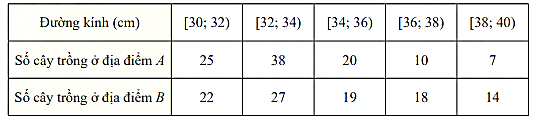 Đường kính (cm) [30; 32) [32; 34) [34; 36) [36; 38) [38; 40)
Số cây trồng ở địa điểm A 25 38 20 10 7
Số cây trồng ở địa điểm B 22 27 19 18 14